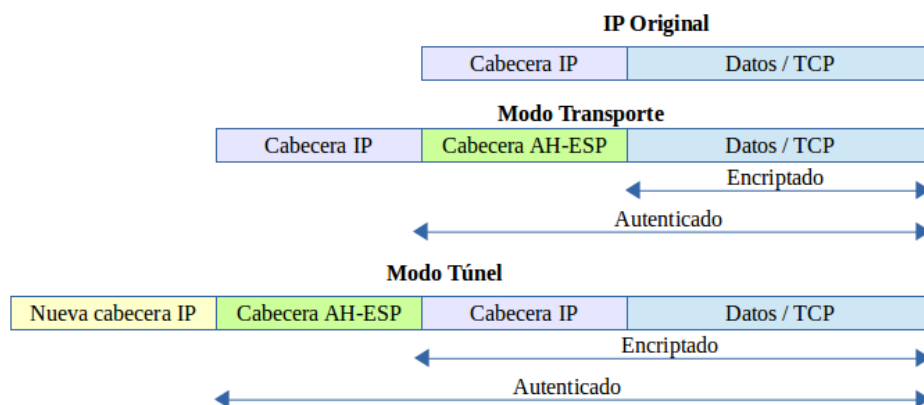 IP Original
Cabecera IP Datos / TCP
Modo Transporte
Cabecera IP Cabecera AH-ESP Datos / TCP
Encriptado
Autenticado
Modo Túnel
Nueva cabecera IP Cabecera AH-ESP Cabecera IP Datos / TCP
Encriptado
Autenticado